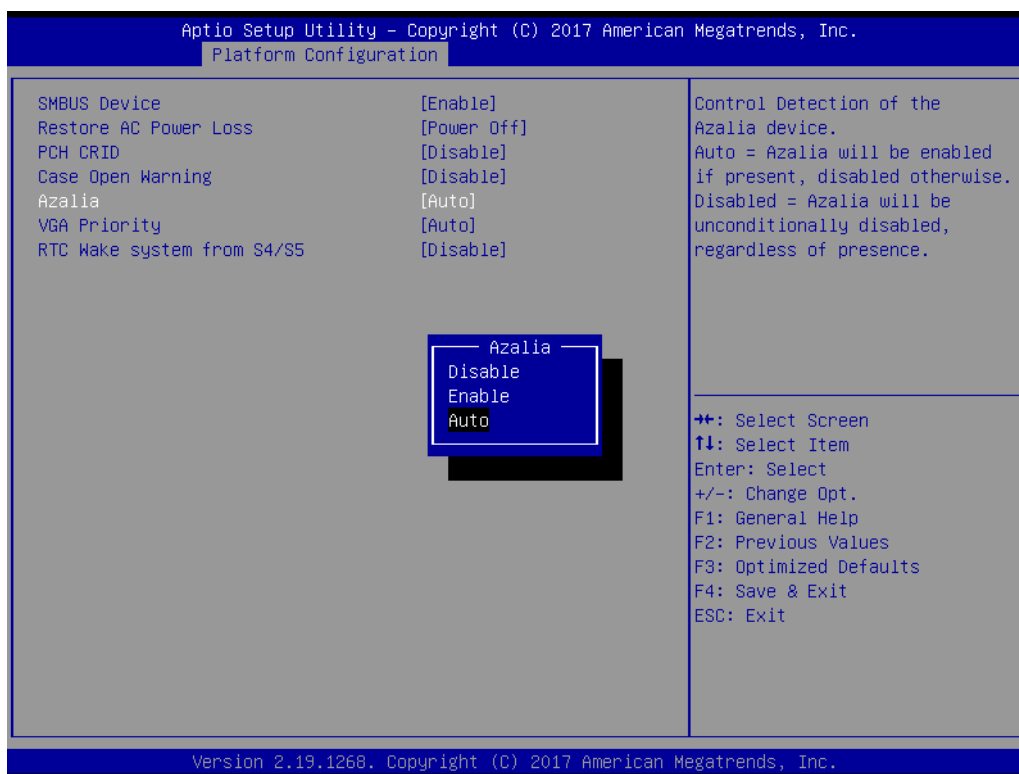 Aptio Setup Utility – Copyright (C) 2017 American Megatrends, Inc.
Platform Configuration
SMBUS Device [Enable]
Restore AC Power Loss [Power Off]
PCH CRID [Disable]
Case Open Warning [Disable]
Azalia [Auto]
VGA Priority [Auto]
RTC Wake system from S4/S5 [Disable]
Control Detection of the
Azalia device.
Auto = Azalia will be enabled
if present, disabled otherwise.
Disabled = Azalia will be
unconditionally disabled,
regardless of presence.
Azalia
Disable
Enable
Auto
→←: Select Screen
↑↓: Select Item
Enter: Select
+/-: Change Opt.
F1: General Help
F2: Previous Values
F3: Optimized Defaults
F4: Save & Exit
ESC: Exit
Version 2.19.1268. Copyright (C) 2017 American Megatrends, Inc.